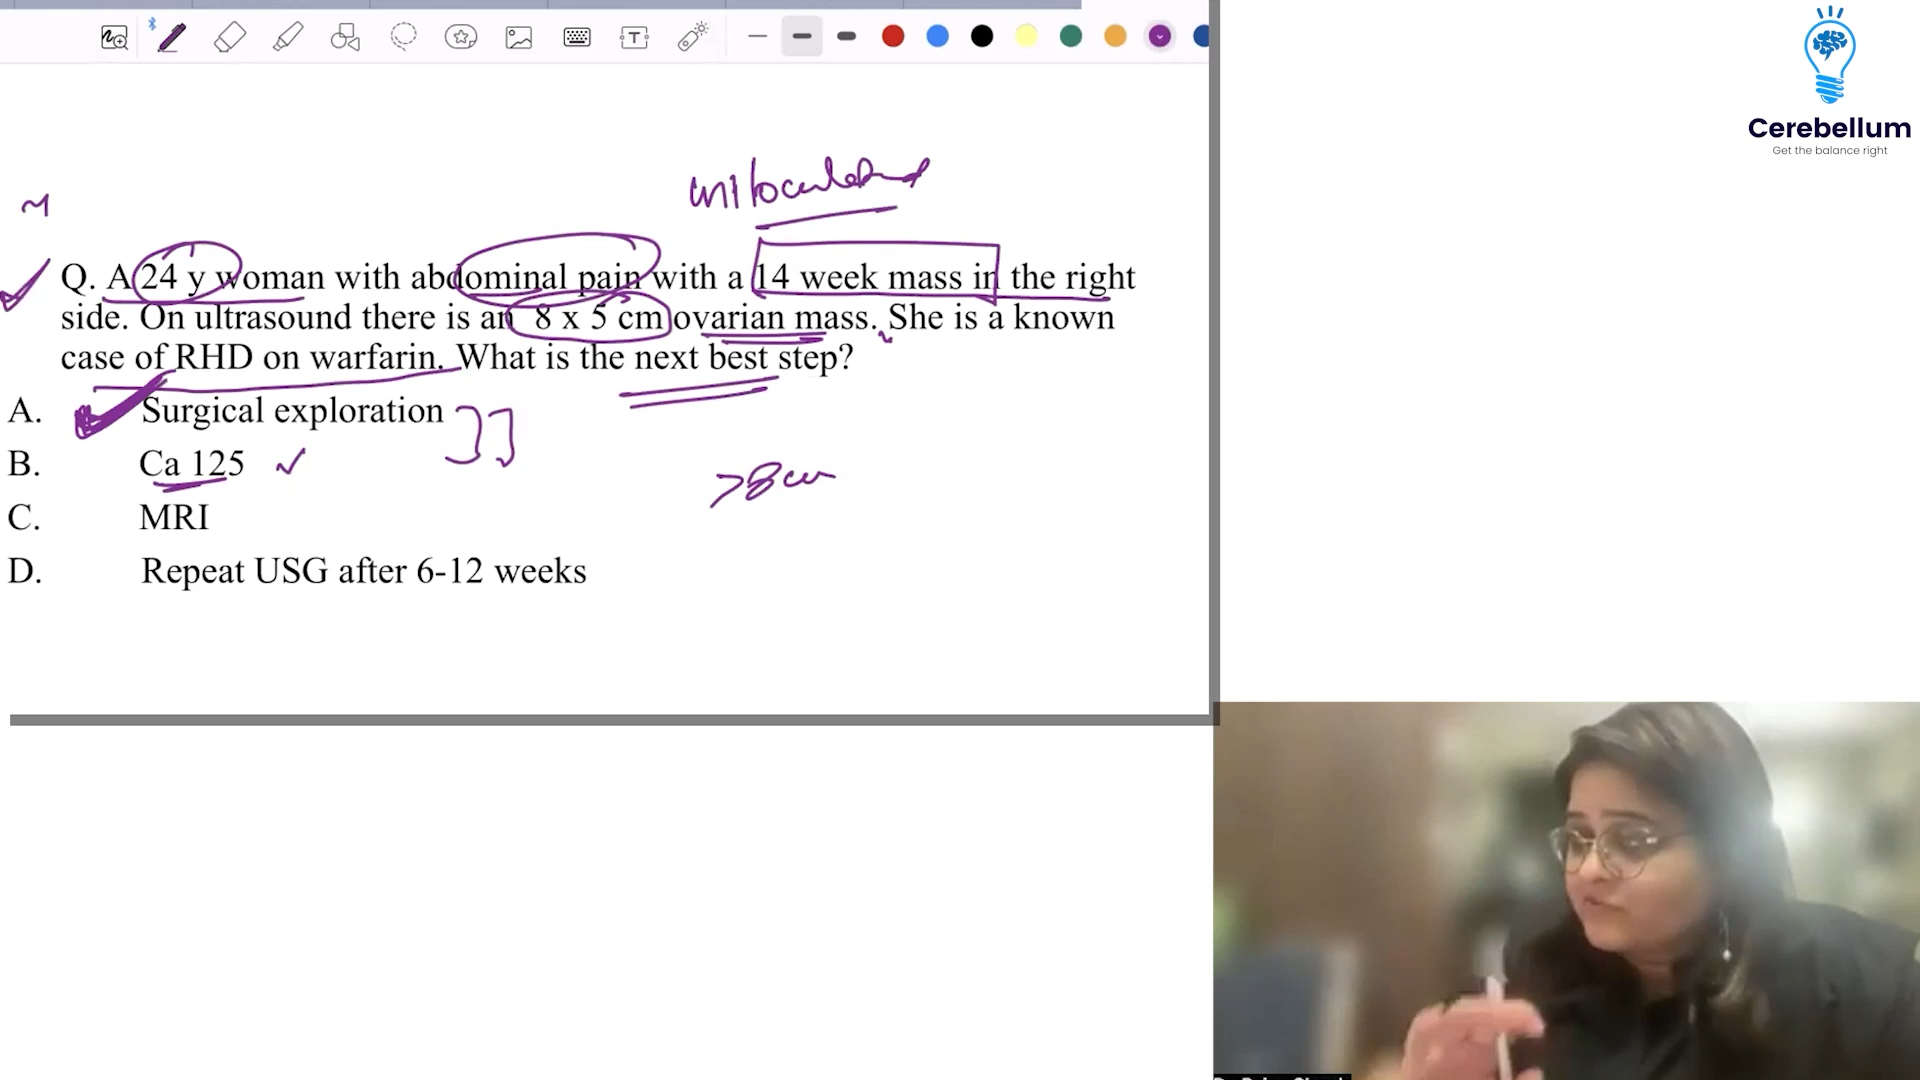 Cerebellum
Get the balance right
uniloculated
Q. A 24 y woman with abdominal pain with a 14 week mass in the right
side. On ultrasound there is an 8 x 5 cm ovarian mass. She is a known
case of RHD on warfarin. What is the next best step?
A. Surgical exploration
B. Ca 125
>8cm
C. MRI
D. Repeat USG after 6-12 weeks